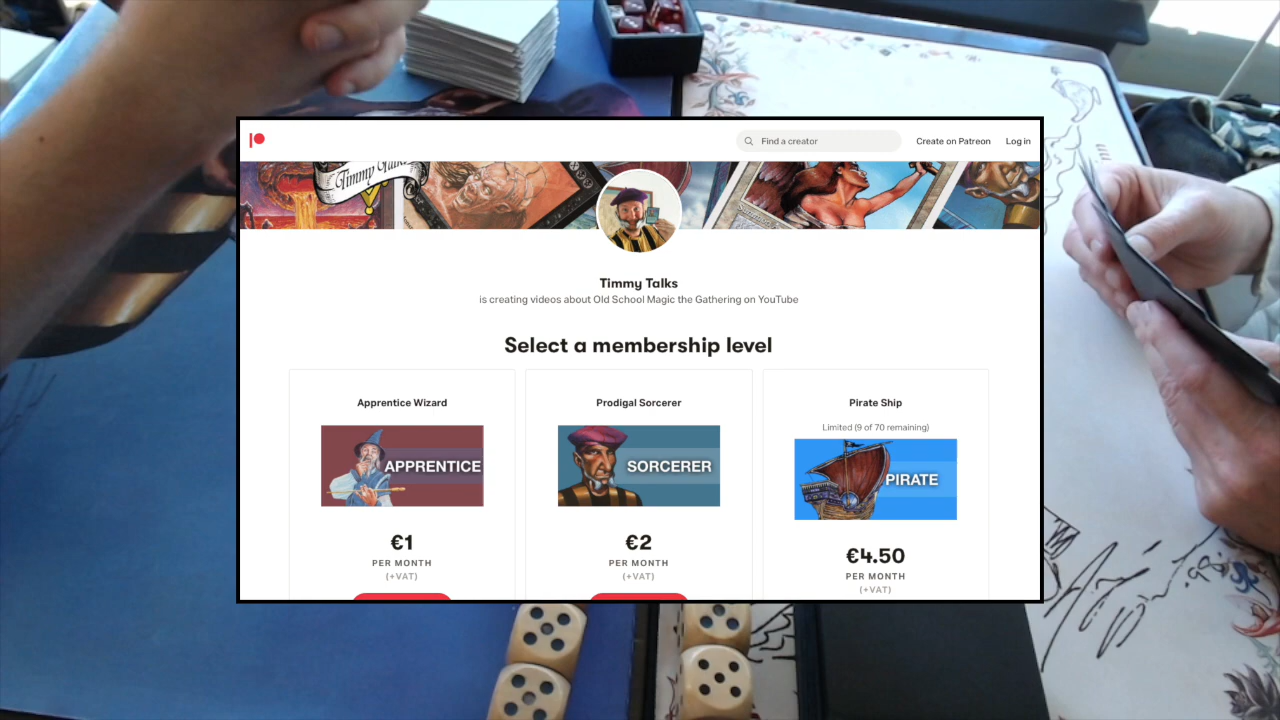 Find a creator
Create on Patreon
Log in
Timmy Talks
Timmy Talks
is creating videos about Old School Magic the Gathering on YouTube
Select a membership level
Apprentice Wizard
Prodigal Sorcerer
Pirate Ship
Limited (9 of 70 remaining)
APPRENTICE
SORCERER
PIRATE
€1
PER MONTH
(+VAT)
€2
PER MONTH
(+VAT)
€4.50
PER MONTH
(+VAT)